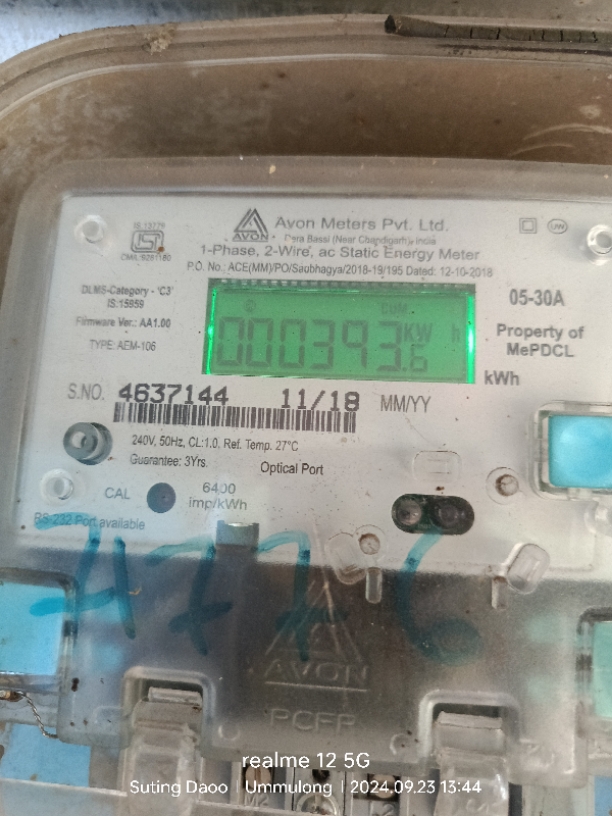 IS:13779
CM/L-9281180
AVON
Avon Meters Pvt. Ltd.
Dera Bassi (Near Chandigarh), India
1-Phase, 2-Wire, ac Static Energy Meter
P.O. No.: ACE(MM)/PO/Saubhagya/2018-19/195 Dated: 12-10-2018
DLMS-Category - 'C3'
IS:15959
Firmware Ver.: AA1.00
TYPE: AEM-106
CUM
000393.6 KW h
05-30A
Property of
MePDCL
kWh
S.NO. 4637144 11/18 MM/YY
240V, 50Hz, CL:1.0, Ref. Temp. 27°C
Guarantee: 3Yrs.
Optical Port
CAL
6400
imp/kWh
RS-232 Port available
4776
AVON
realme 12 5G
Suting Daoo Ummulong | 2024.09.23 13:44